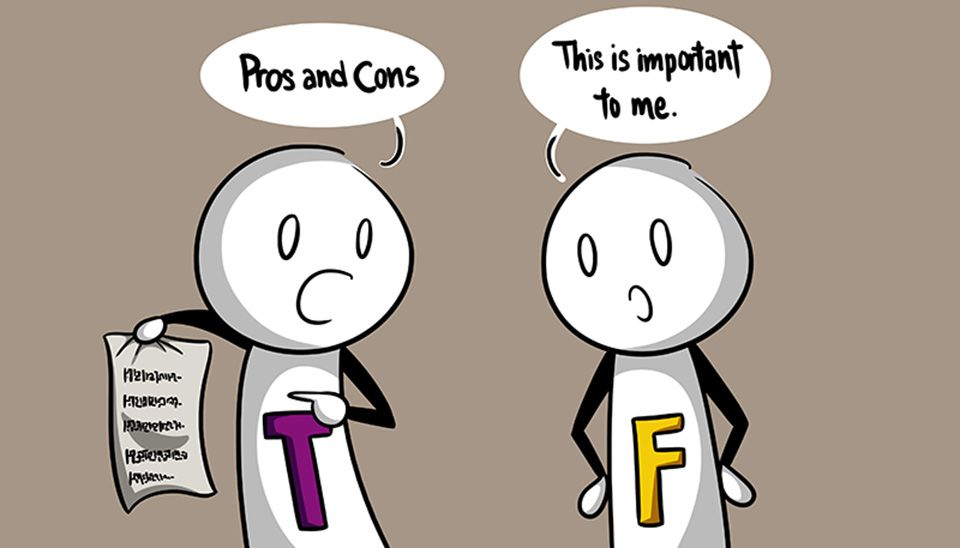 Pros and Cons
This is important
to me.
T
F